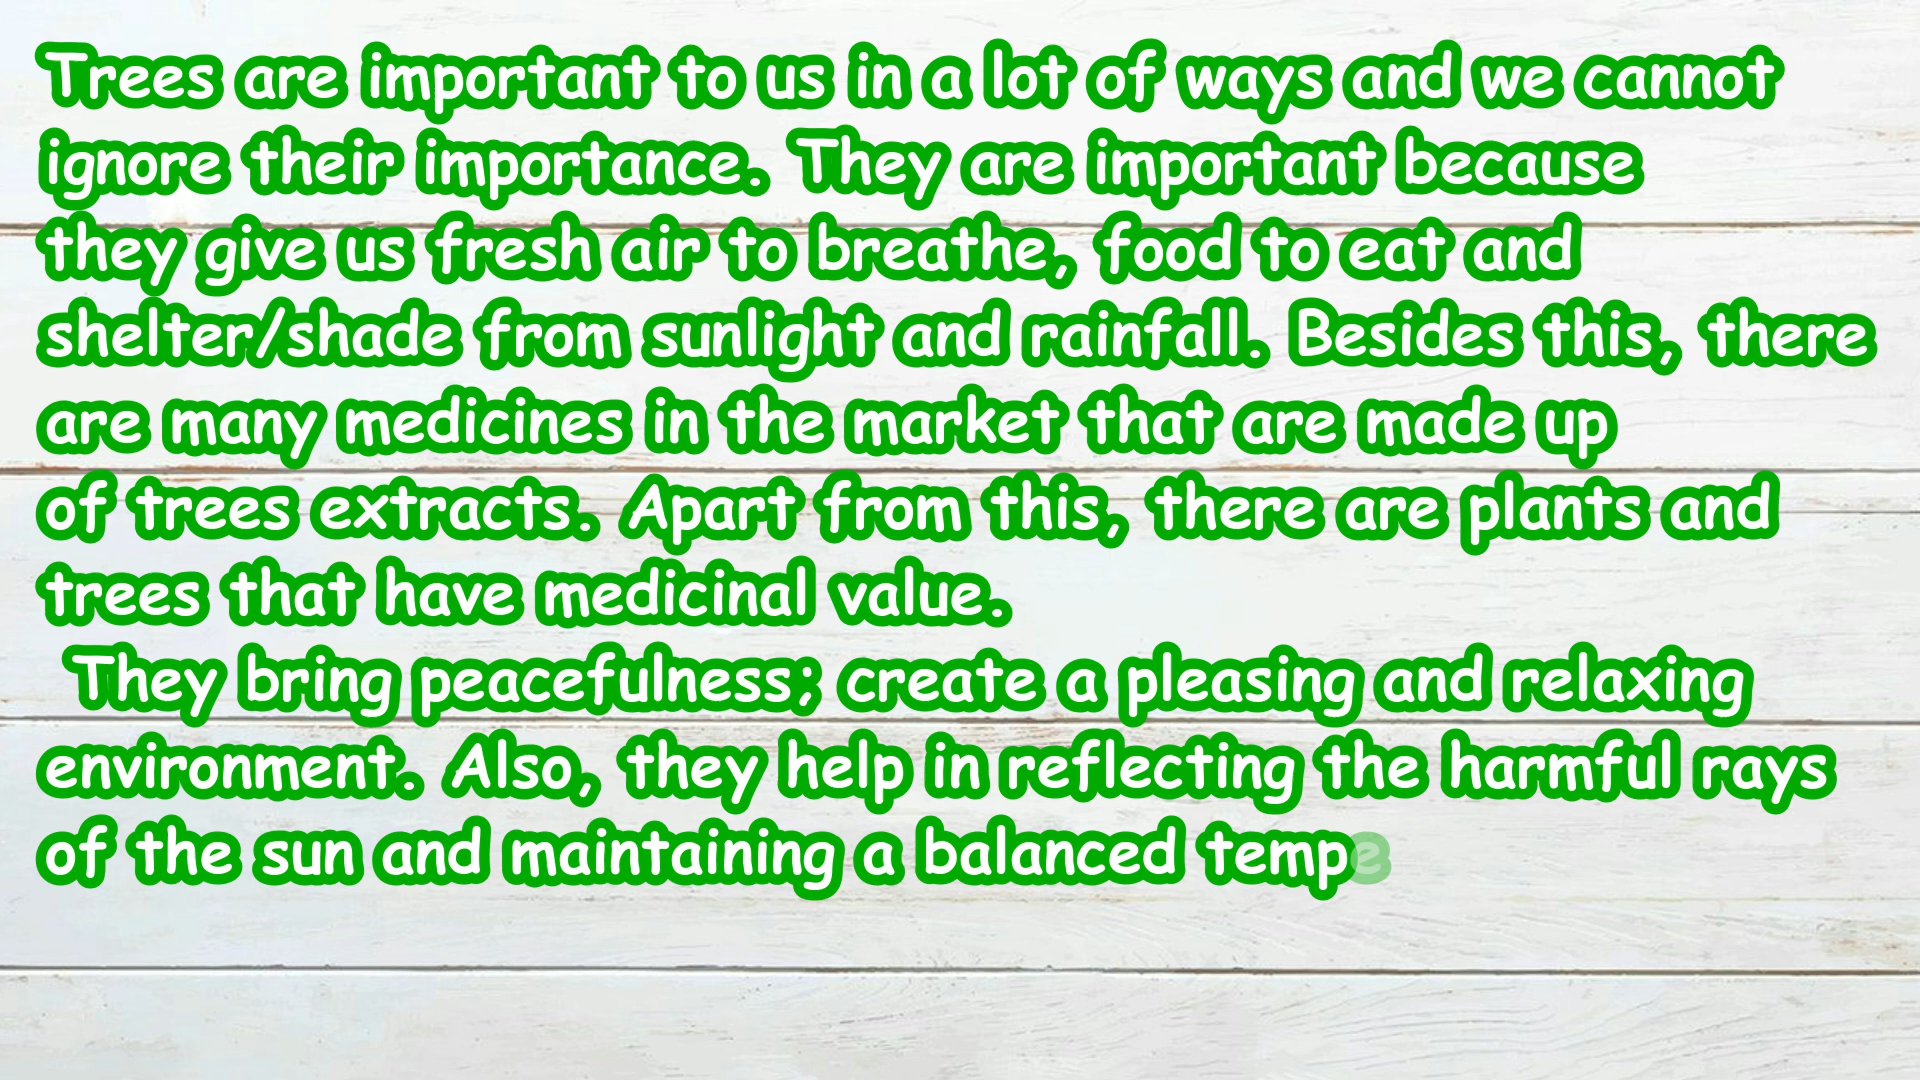 Trees are important to us in a lot of ways and we cannot
ignore their importance. They are important because
they give us fresh air to breathe, food to eat and
shelter/shade from sunlight and rainfall. Besides this, there
are many medicines in the market that are made up
of trees extracts. Apart from this, there are plants and
trees that have medicinal value.
They bring peacefulness; create a pleasing and relaxing
environment. Also, they help in reflecting the harmful rays
of the sun and maintaining a balanced tempe